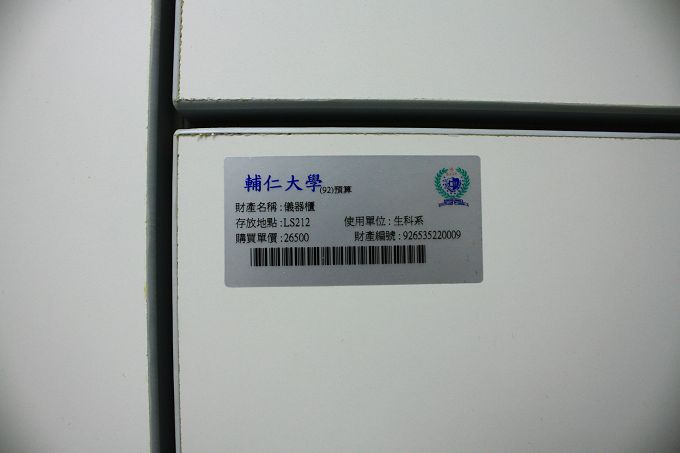 輔仁大學(92)預算
財產名稱:儀器櫃
存放地點:LS212 使用單位:生科系
購買單價:26500 財產編號:926535220009